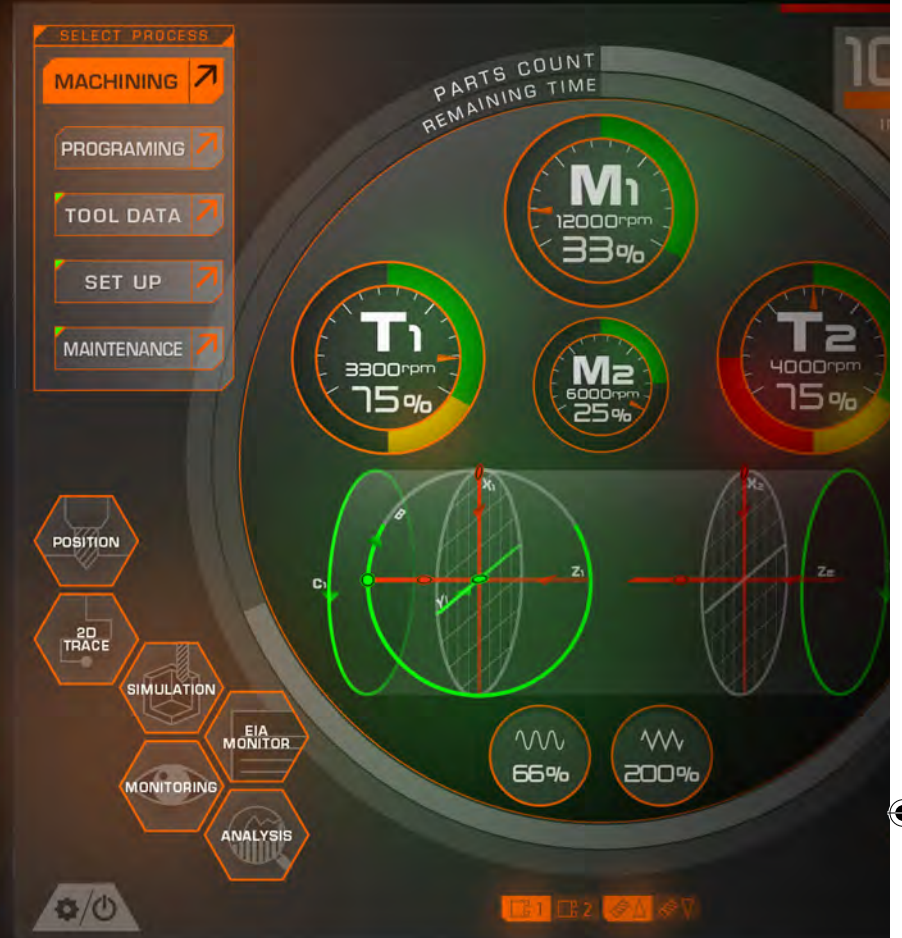 SELECT PROCESS
MACHINING
PROGRAMING
TOOL DATA
SET UP
MAINTENANCE
PARTS COUNT
REMAINING TIME
10
M1
12000rpm
33%
T1
3300rpm
75%
M2
6000rpm
25%
T2
4000rpm
75%
X1
B
C1
Y1
Z1
X2
Z2
POSITION
2D
TRACE
SIMULATION
EIA
MONITOR
MONITORING
ANALYSIS
66%
200%
1
2